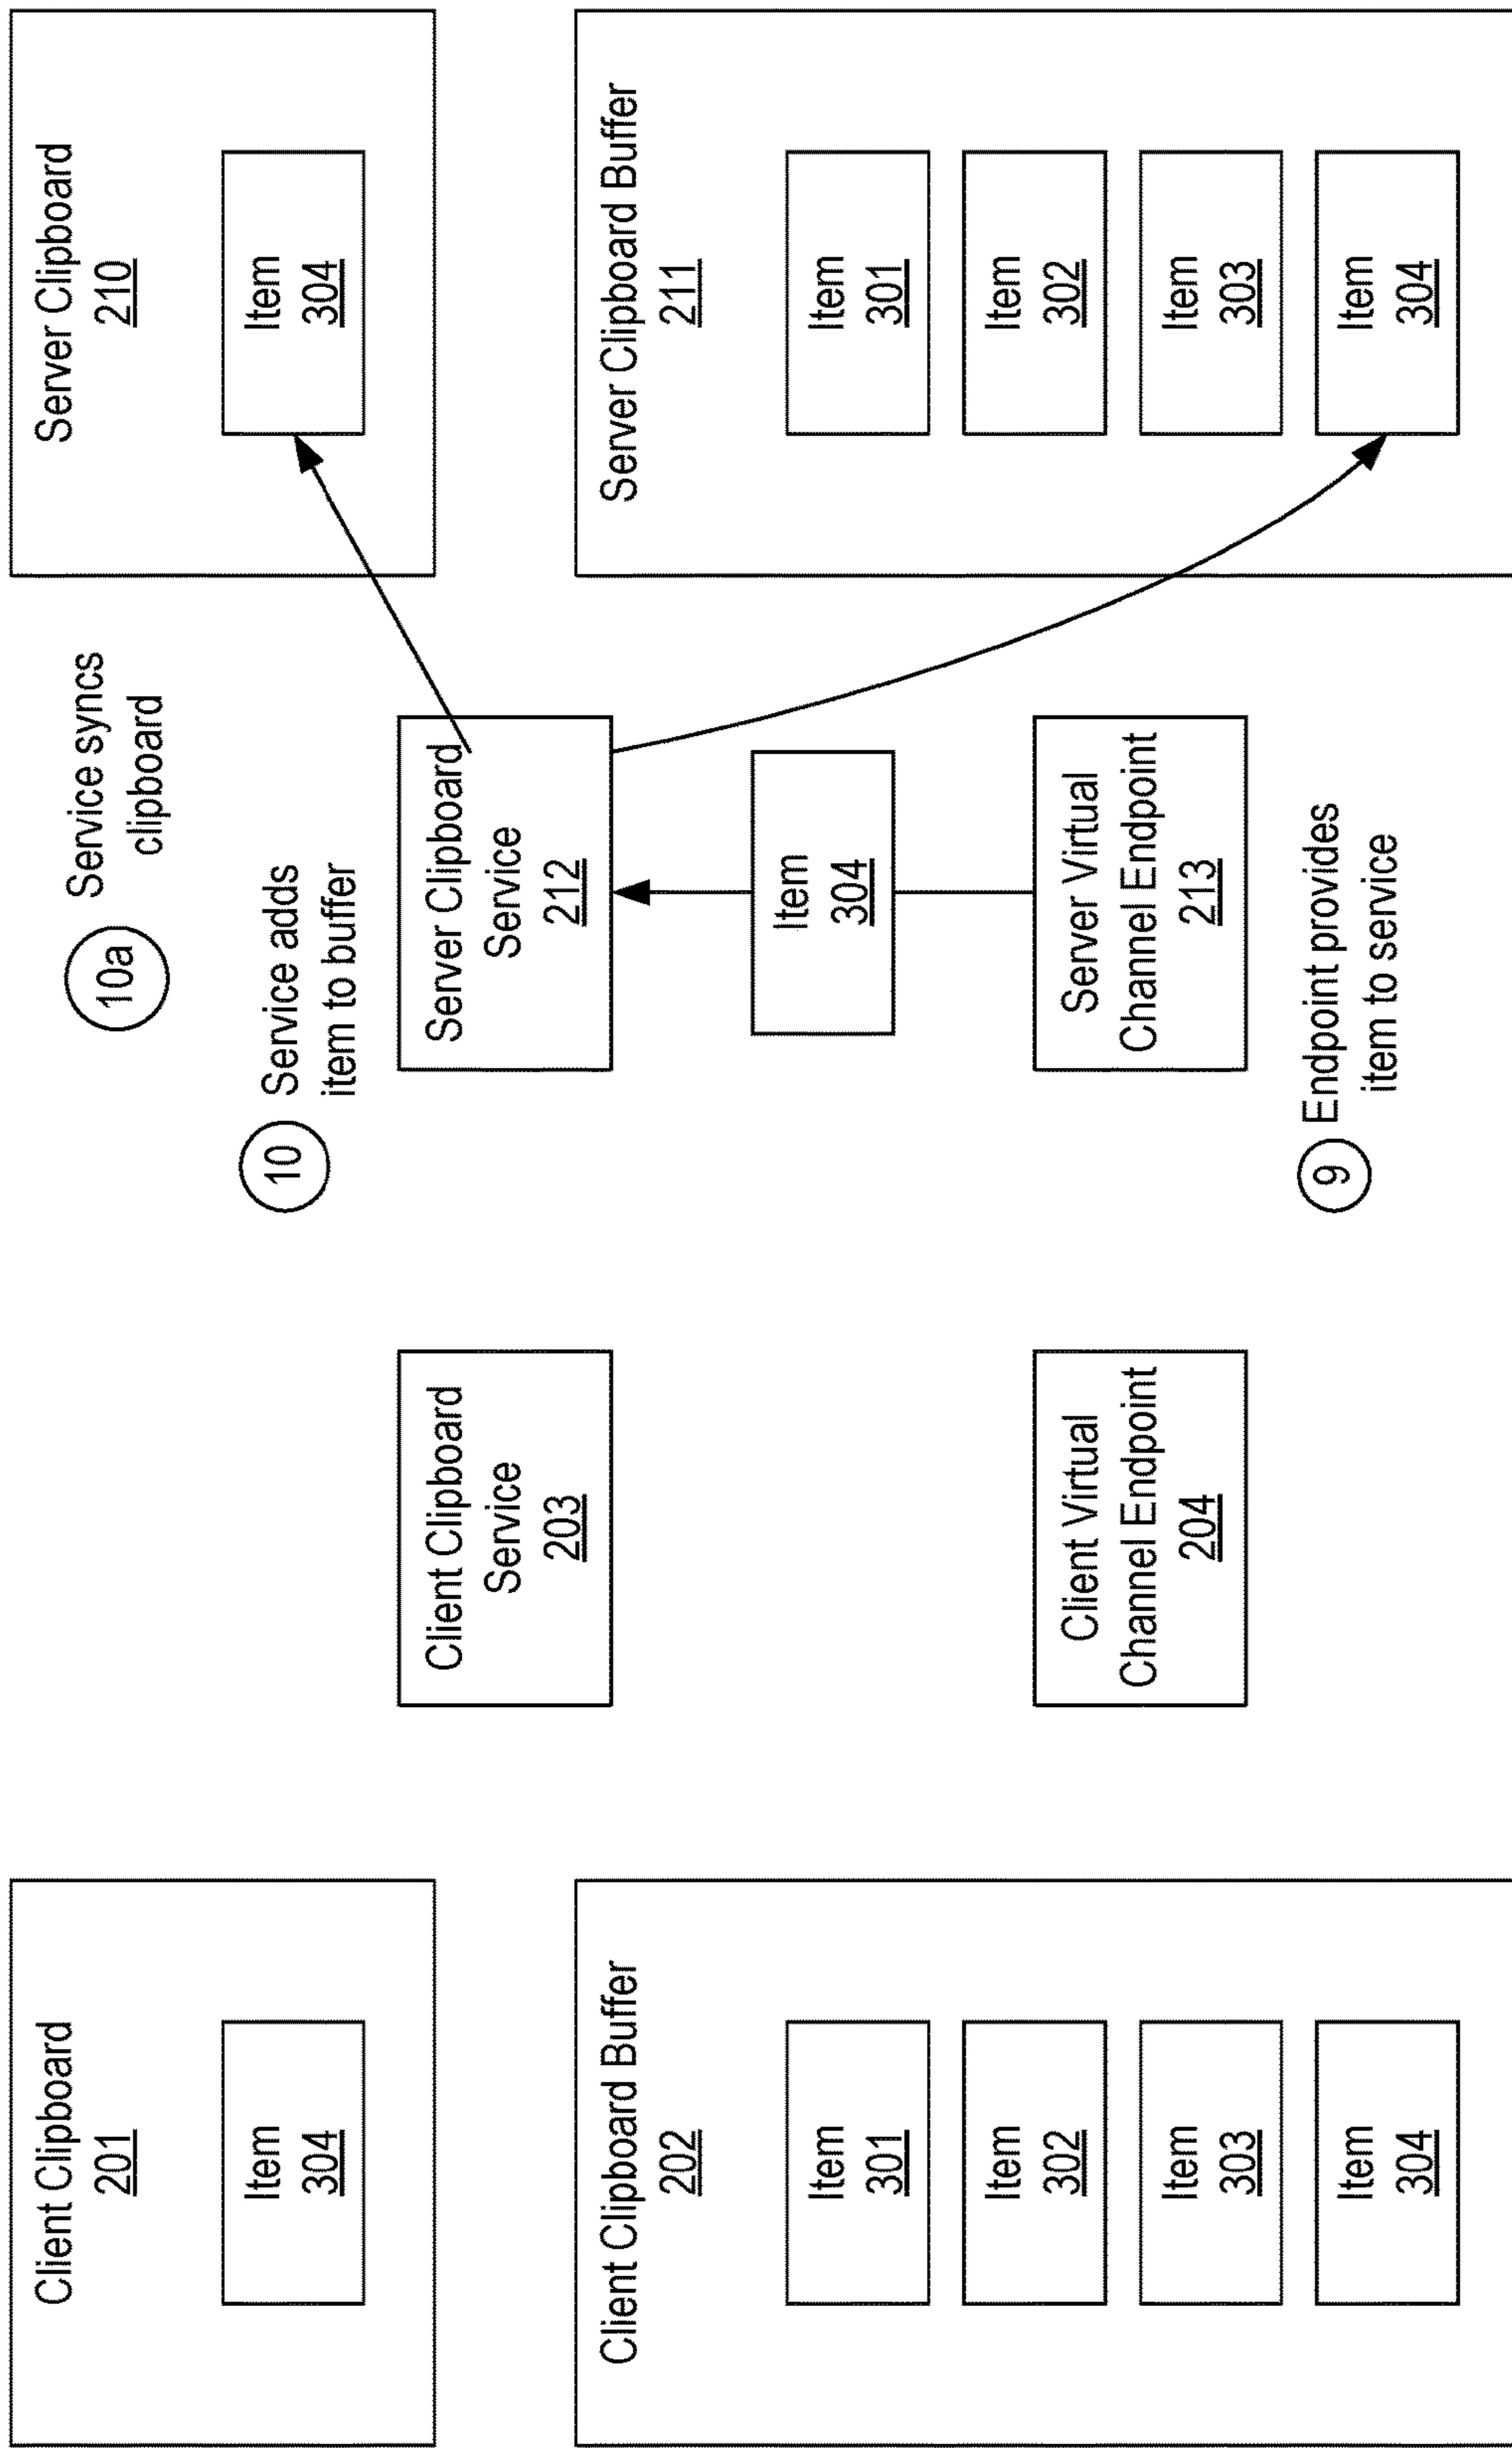 Client Clipboard
201
Item
304
Client Clipboard Buffer
202
Item
301
Item
302
Item
303
Item
304
Client Clipboard
Service
203
Client Virtual
Channel Endpoint
204
10a
Service syncs
clipboard
10
Service adds
item to buffer
Server Clipboard
Service
212
Item
304
Server Virtual
Channel Endpoint
213
9
Endpoint provides
item to service
Server Clipboard
210
Item
304
Server Clipboard Buffer
211
Item
301
Item
302
Item
303
Item
304